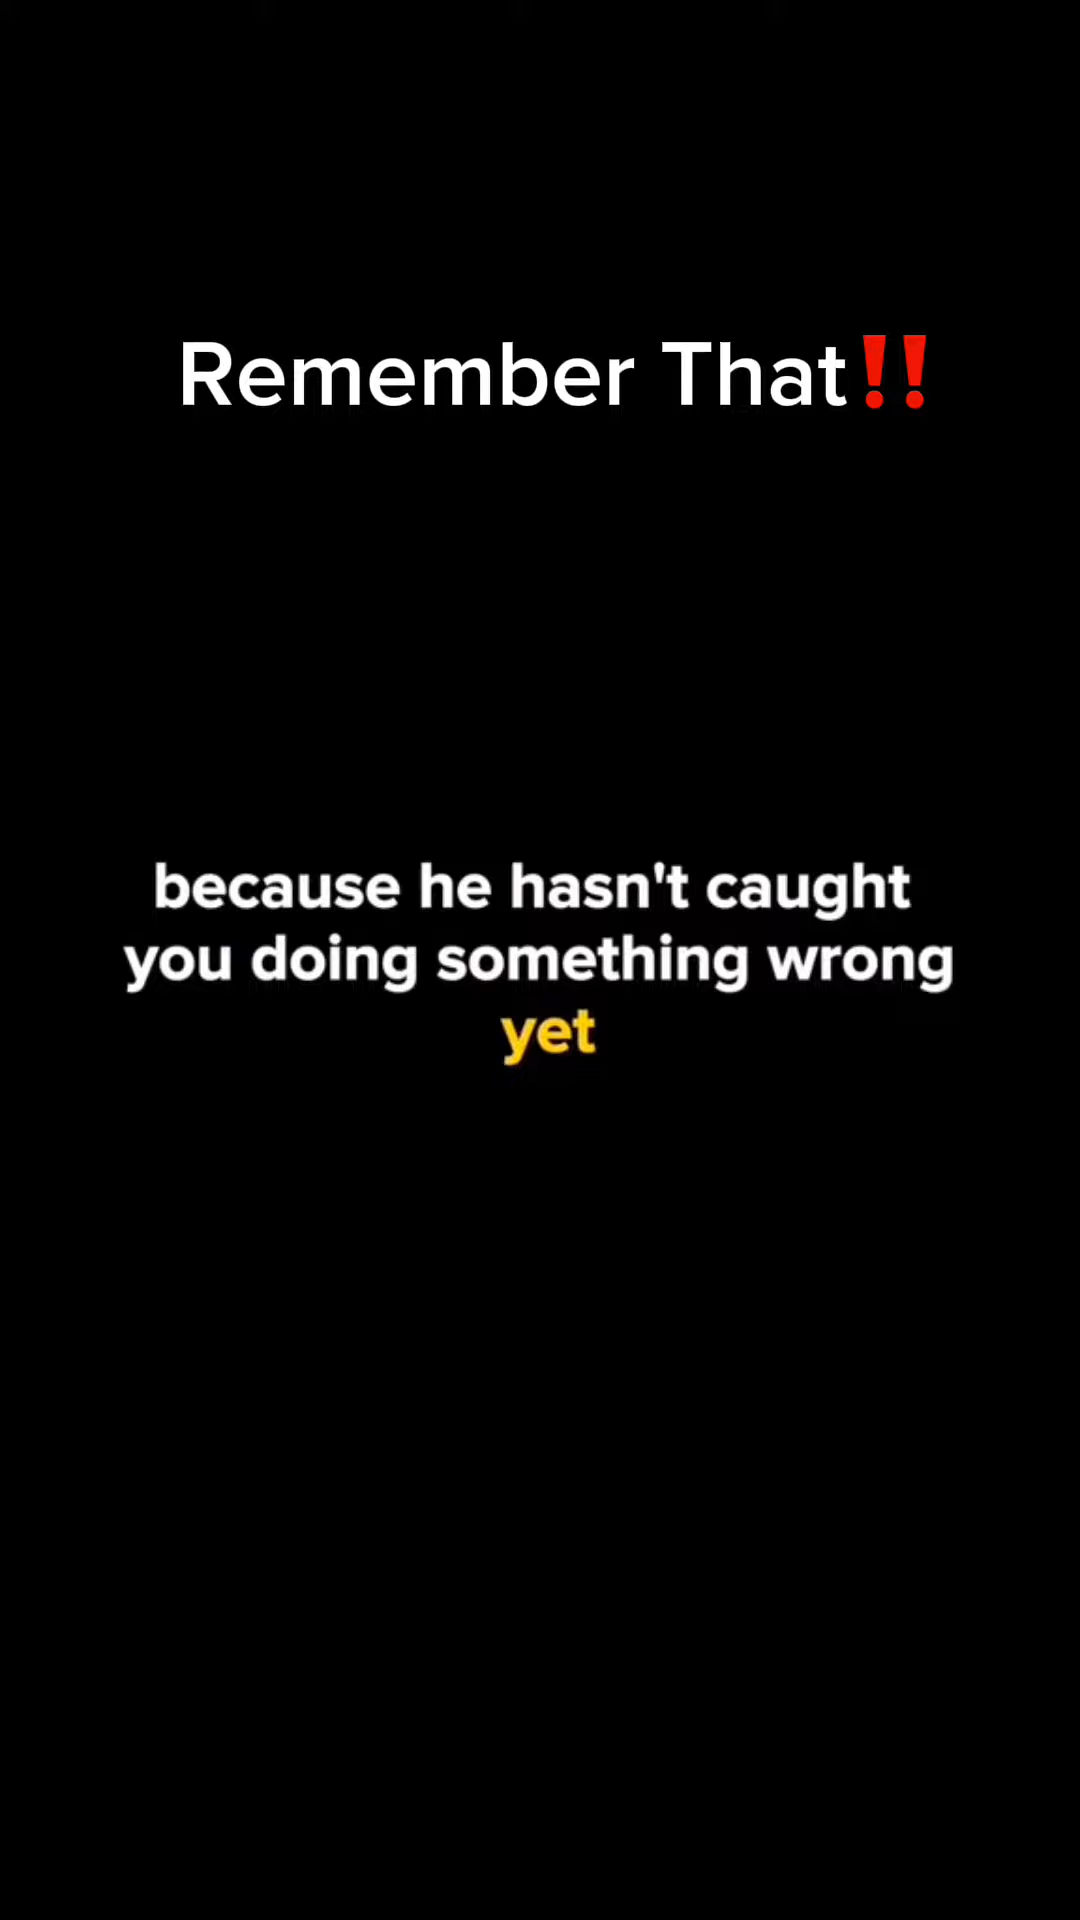 Remember That‼️
because he hasn't caught
you doing something wrong
yet